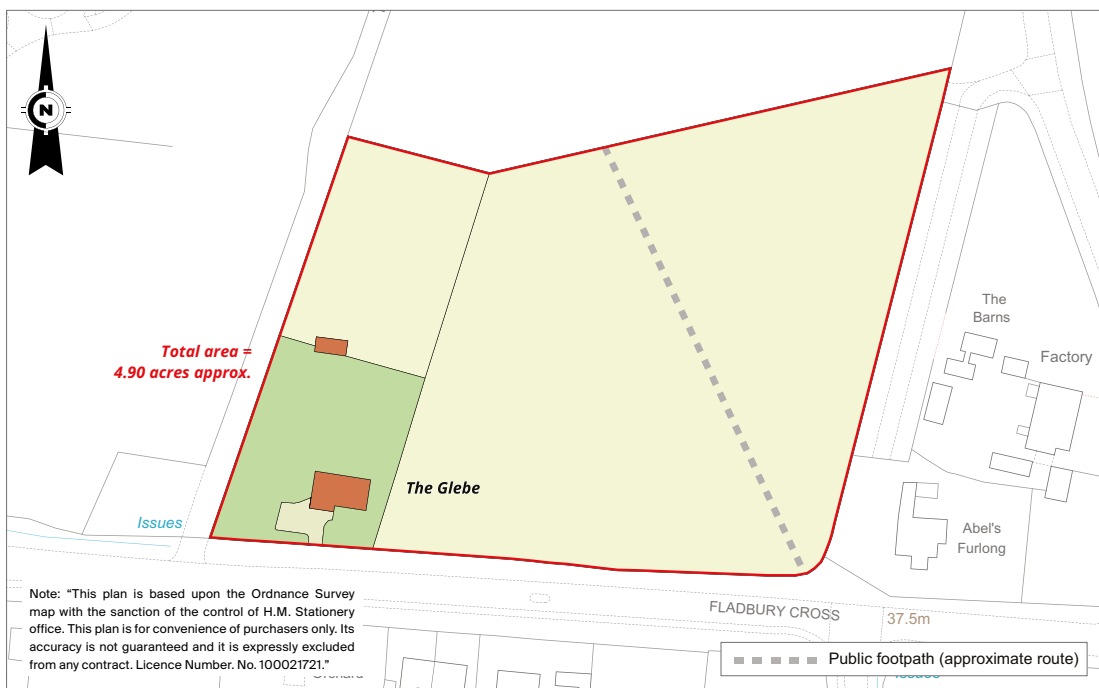 N
The
Barns
Factory
Total area =
4.90 acres approx.
The Glebe
Issues
Abel's
Furlong
Note: “This plan is based upon the Ordnance Survey
map with the sanction of the control of H.M. Stationery
office. This plan is for convenience of purchasers only. Its
accuracy is not guaranteed and it is expressly excluded
from any contract. Licence Number. No. 100021721.”
FLADBURY CROSS
37.5m
Public footpath (approximate route)
Issues
Orchard